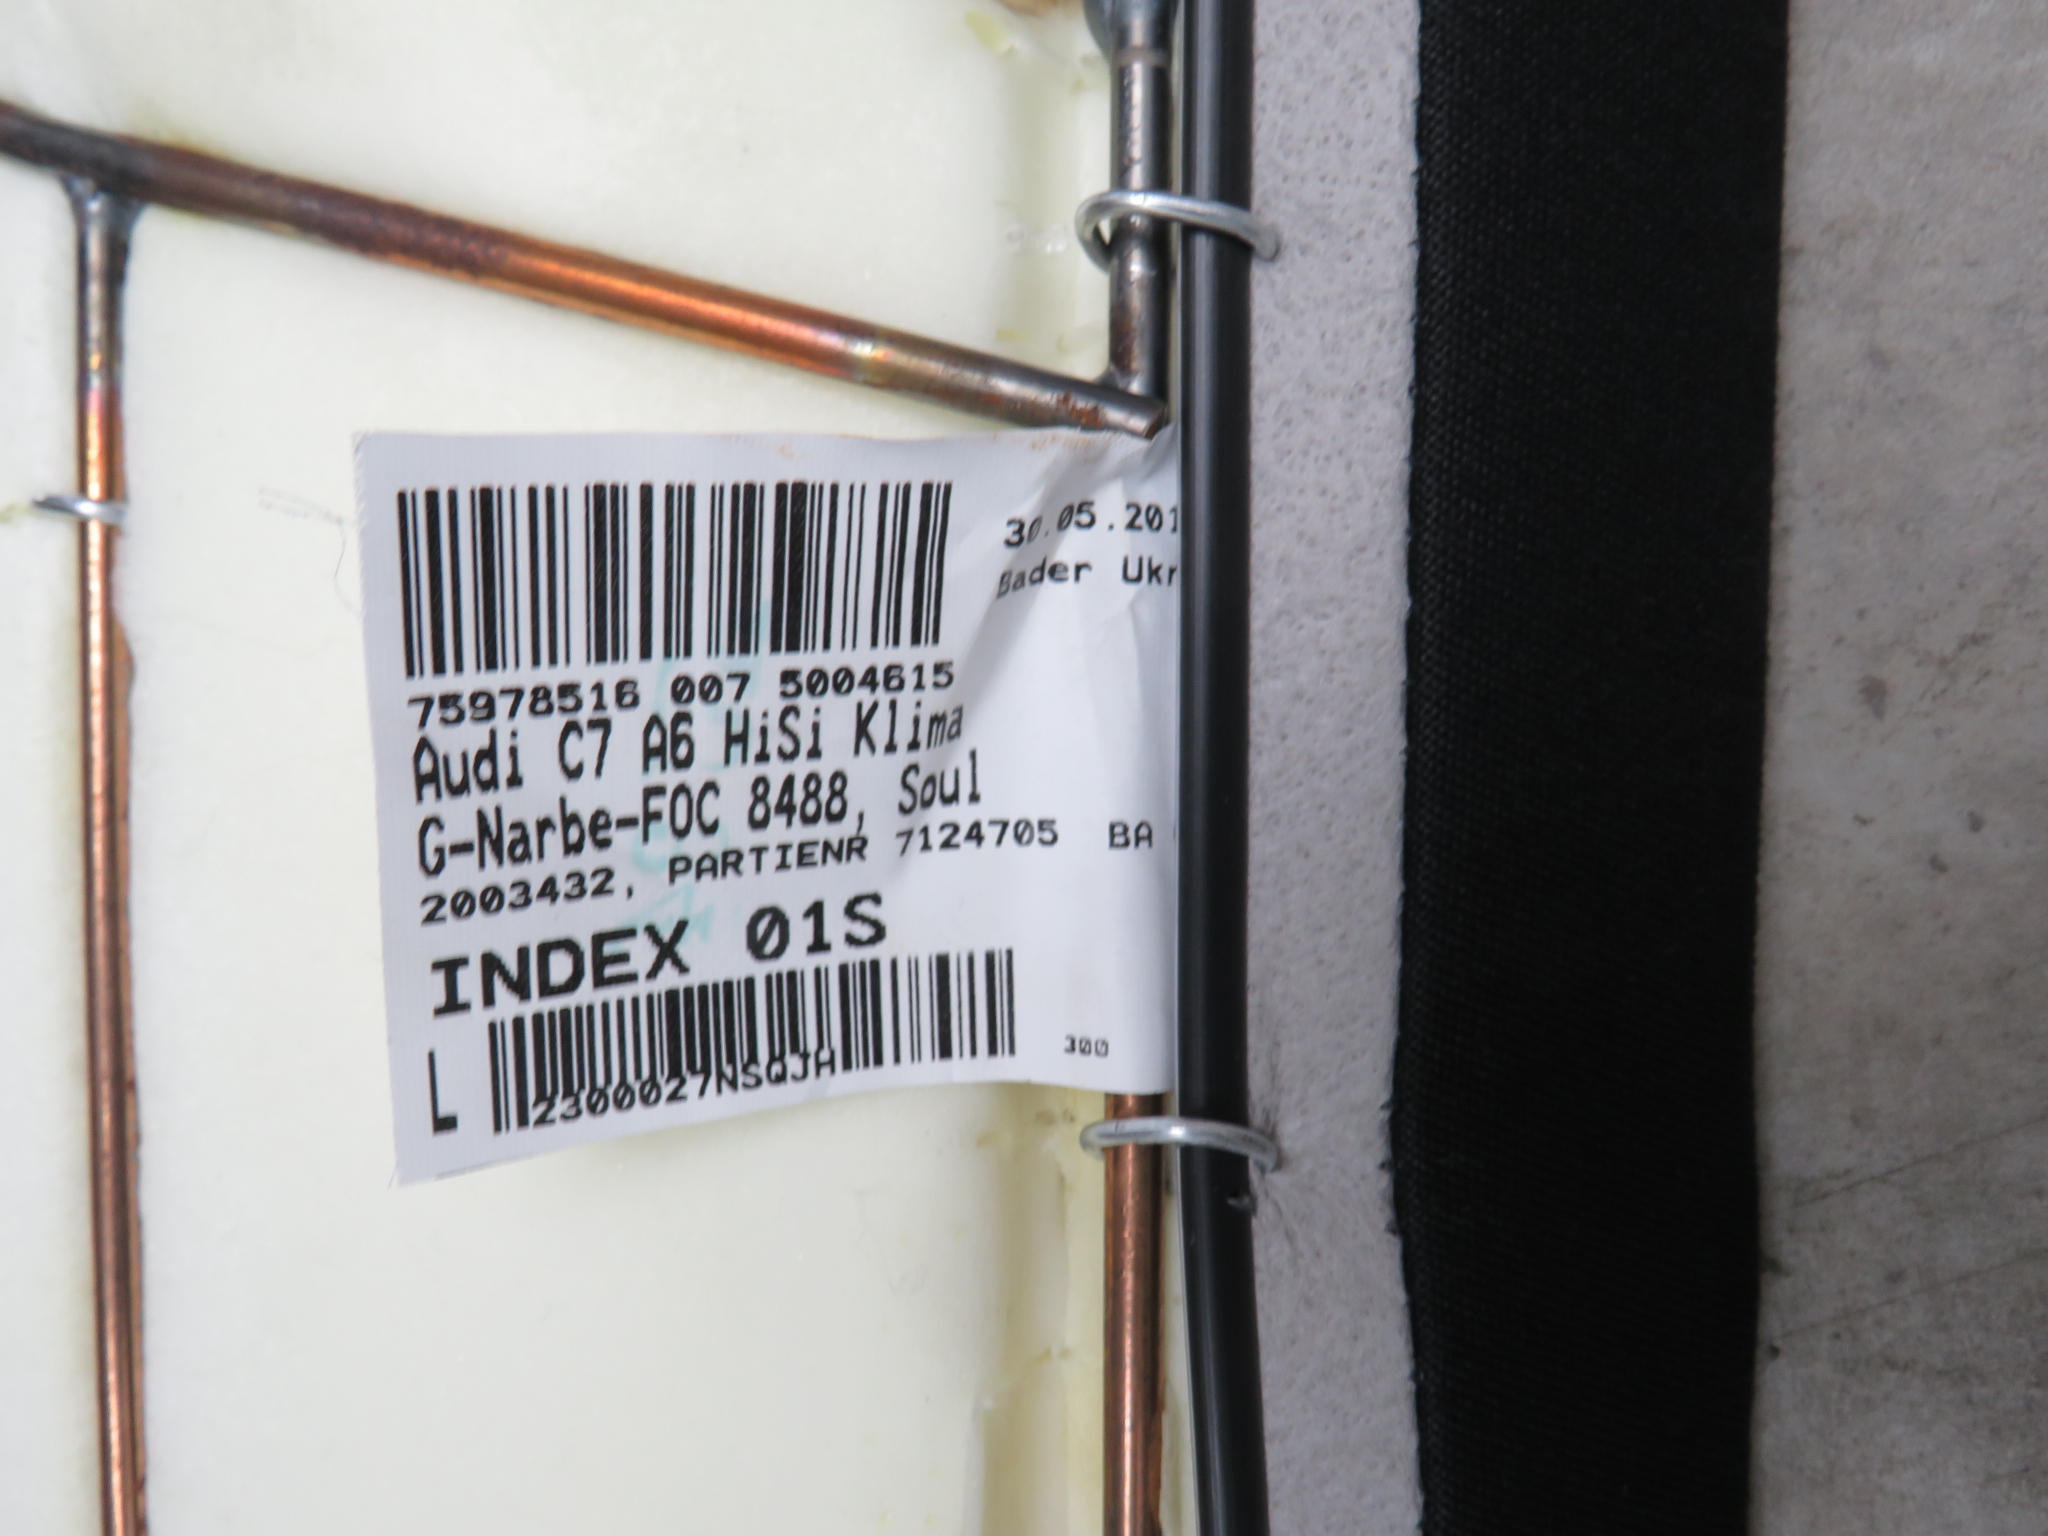 30.05.201
Bader Ukr
75978516 007 5004615
Audi C7 A6 HiSi Klima
G-Narbe-FOC 8488, Soul
2003432, PARTIENR 7124705 BA
INDEX 01S
L
2300027NSQJH
300